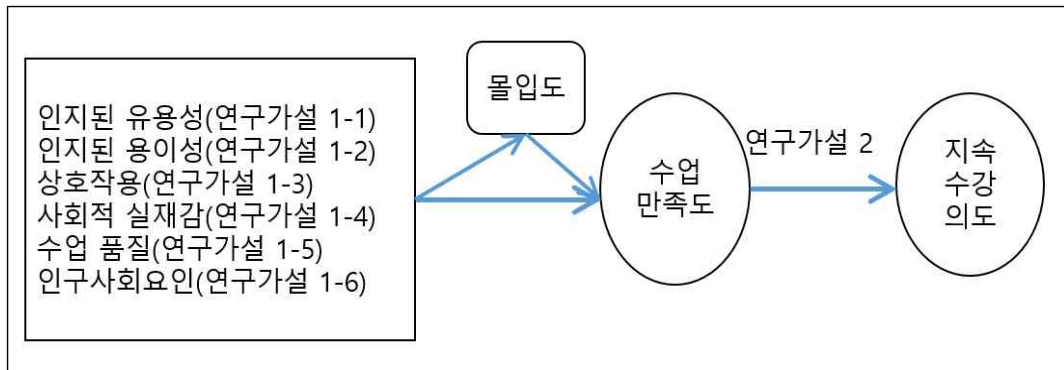 인지된 유용성(연구가설 1-1)
인지된 용이성(연구가설 1-2)
상호작용(연구가설 1-3)
사회적 실재감(연구가설 1-4)
수업 품질(연구가설 1-5)
인구사회요인(연구가설 1-6)
몰입도
수업
만족도
연구가설 2
지속
수강
의도